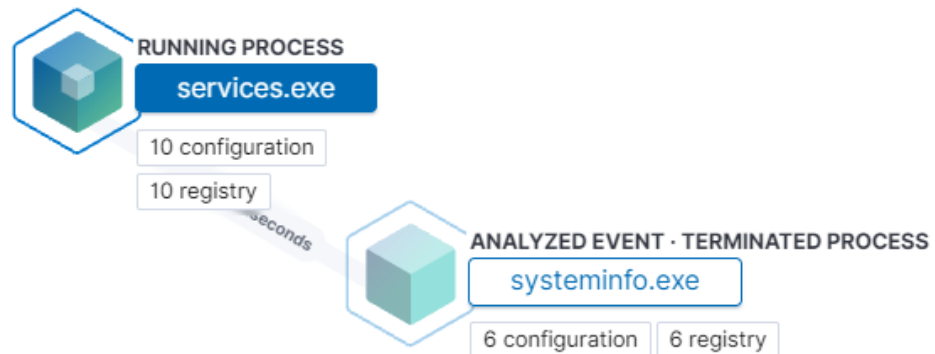 RUNNING PROCESS
services.exe
10 configuration
10 registry
seconds
ANALYZED EVENT · TERMINATED PROCESS
systeminfo.exe
6 configuration 6 registry